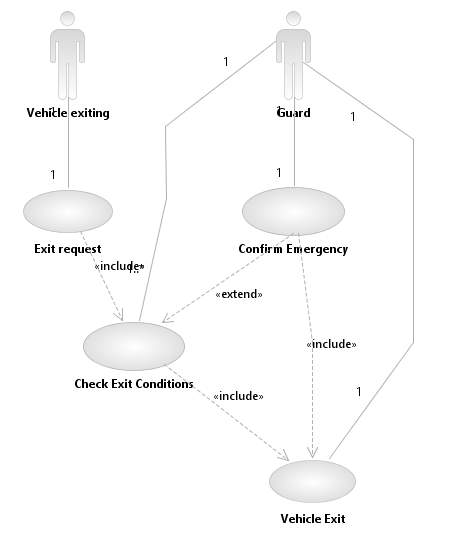 1
Vehicle exiting
Guard
1
1
1
1
Exit request
Confirm Emergency
«include»
«extend»
«include»
Check Exit Conditions
«include»
1
Vehicle Exit